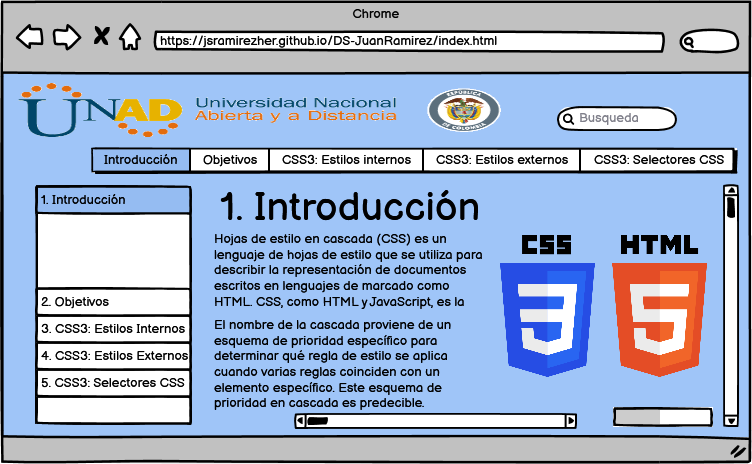 Chrome
https://jsramirezher.github.io/DS-JuanRamirez/index.html
UNAD
Universidad Nacional
Abierta y a Distancia
REPÚBLICA
DE COLOMBIA
Busqueda
Introducción
Objetivos
CSS3: Estilos internos
CSS3: Estilos externos
CSS3: Selectores CSS
1. Introducción
2. Objetivos
3. CSS3: Estilos Internos
4. CSS3: Estilos Externos
5. CSS3: Selectores CSS
1. Introducción
Hojas de estilo en cascada (CSS) es un
lenguaje de hojas de estilo que se utiliza para
describir la representación de documentos
escritos en lenguajes de marcado como
HTML. CSS, como HTML y JavaScript, es la
El nombre de la cascada proviene de un
esquema de prioridad específico para
determinar qué regla de estilo se aplica
cuando varias reglas coinciden con un
elemento específico. Este esquema de
prioridad en cascada es predecible.
CSS
3
HTML
5